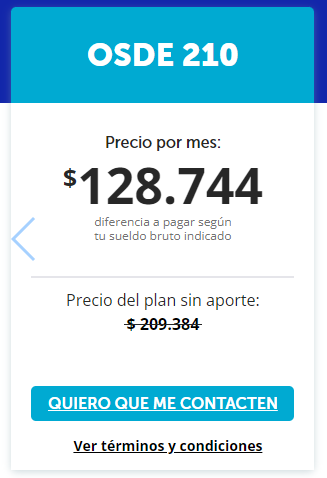 OSDE 210
Precio por mes:
$128.744
diferencia a pagar según
tu sueldo bruto indicado
Precio del plan sin aporte:
$ 209.384
QUIERO QUE ME CONTACTEN
Ver términos y condiciones